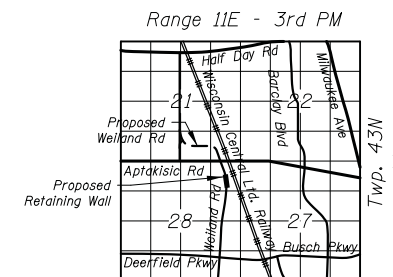 Range 11E - 3rd PM
Half Day Rd
Milwaukee Ave
Wisconsin Central Ltd. Railway
Barclay Blvd
21
22
Proposed
Weiland Rd
Twp. 43N
Aptakisic Rd
Proposed
Retaining Wall
Weiland Rd
28
27
Busch Pkwy
Deerfield Pkwy